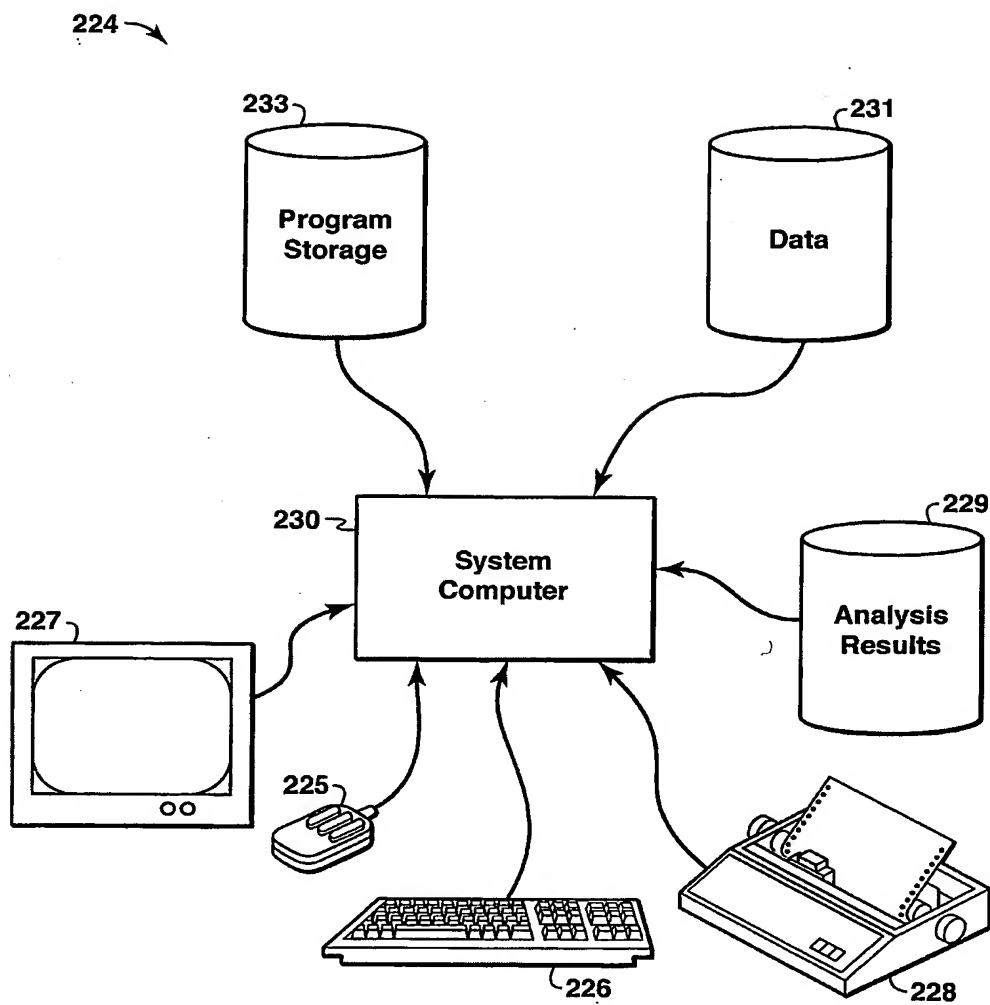 224
233
231
Program
Storage
Data
230
System
Computer
229
Analysis
Results
227
225
226
228